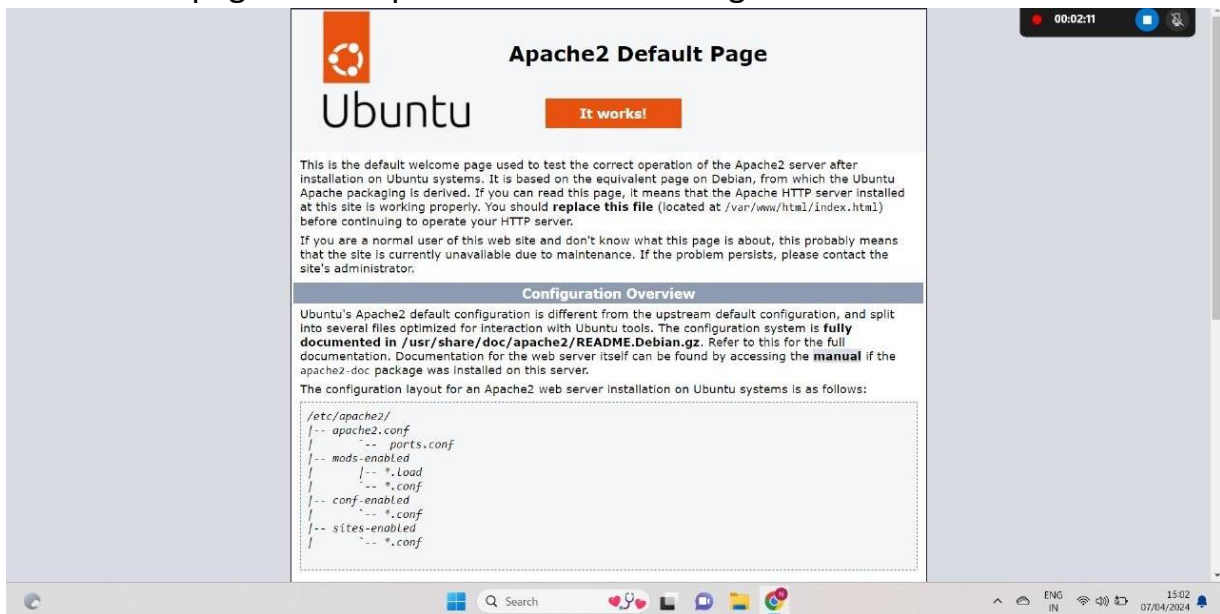 00:02:11
Apache2 Default Page
Ubuntu
It works!
This is the default welcome page used to test the correct operation of the Apache2 server after
installation on Ubuntu systems. It is based on the equivalent page on Debian, from which the Ubuntu
Apache packaging is derived. If you can read this page, it means that the Apache HTTP server installed
at this site is working properly. You should replace this file (located at /var/www/html/index.html)
before continuing to operate your HTTP server.
If you are a normal user of this web site and don't know what this page is about, this probably means
that the site is currently unavailable due to maintenance. If the problem persists, please contact the
site's administrator.
Configuration Overview
Ubuntu's Apache2 default configuration is different from the upstream default configuration, and split
into several files optimized for interaction with Ubuntu tools. The configuration system is fully
documented in /usr/share/doc/apache2/README.Debian.gz. Refer to this for the full
documentation. Documentation for the web server itself can be found by accessing the manual if the
apache2-doc package was installed on this server.
The configuration layout for an Apache2 web server installation on Ubuntu systems is as follows:
/etc/apache2/
|-- apache2.conf
|       `--  ports.conf
|-- mods-enabled
|       |-- *.load
|       `-- *.conf
|-- conf-enabled
|       `-- *.conf
|-- sites-enabled
|       `-- *.conf
Search
ENG
IN
15:02
07/04/2024